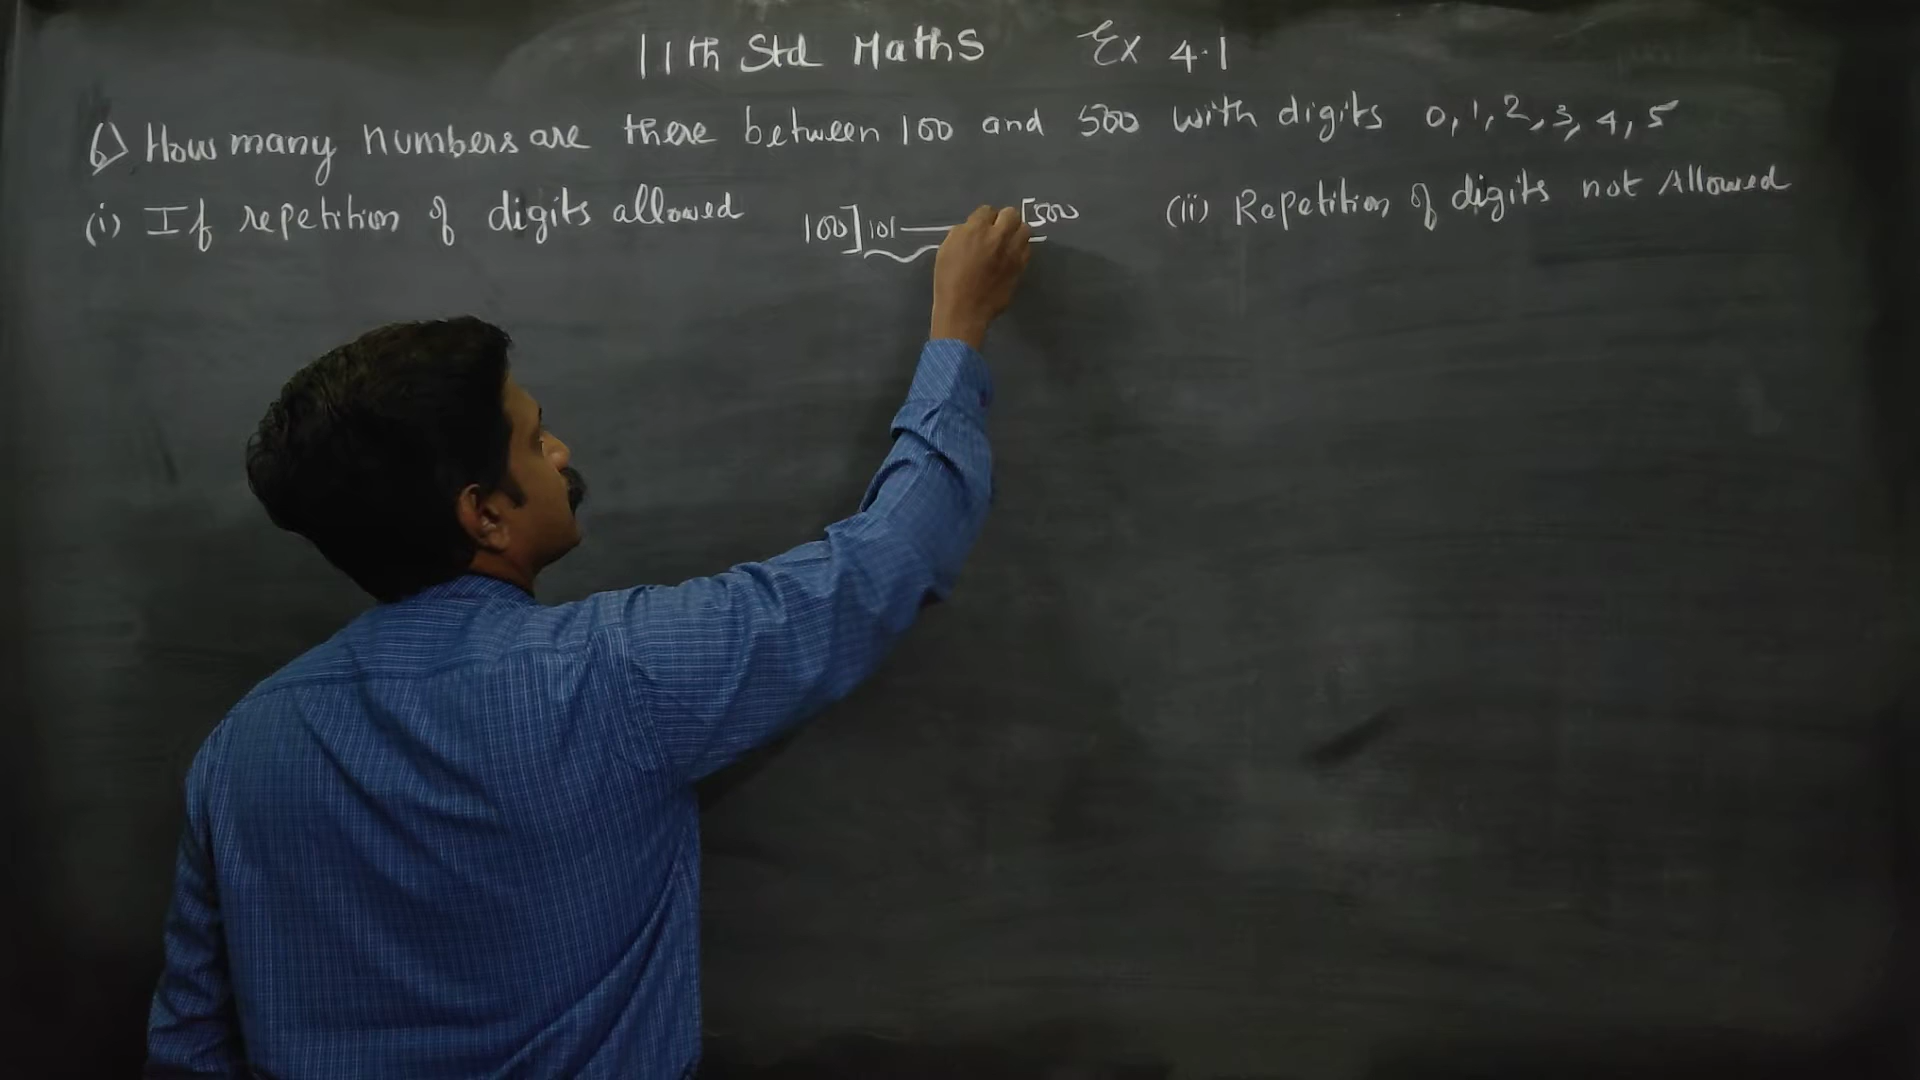 11th Std Maths Ex 4.1
6) How many numbers are there between 100 and 500 with digits 0, 1, 2, 3, 4, 5
(i) If repetition of digits allowed 100] 101 [500 (ii) Repetition of digits not Allowed